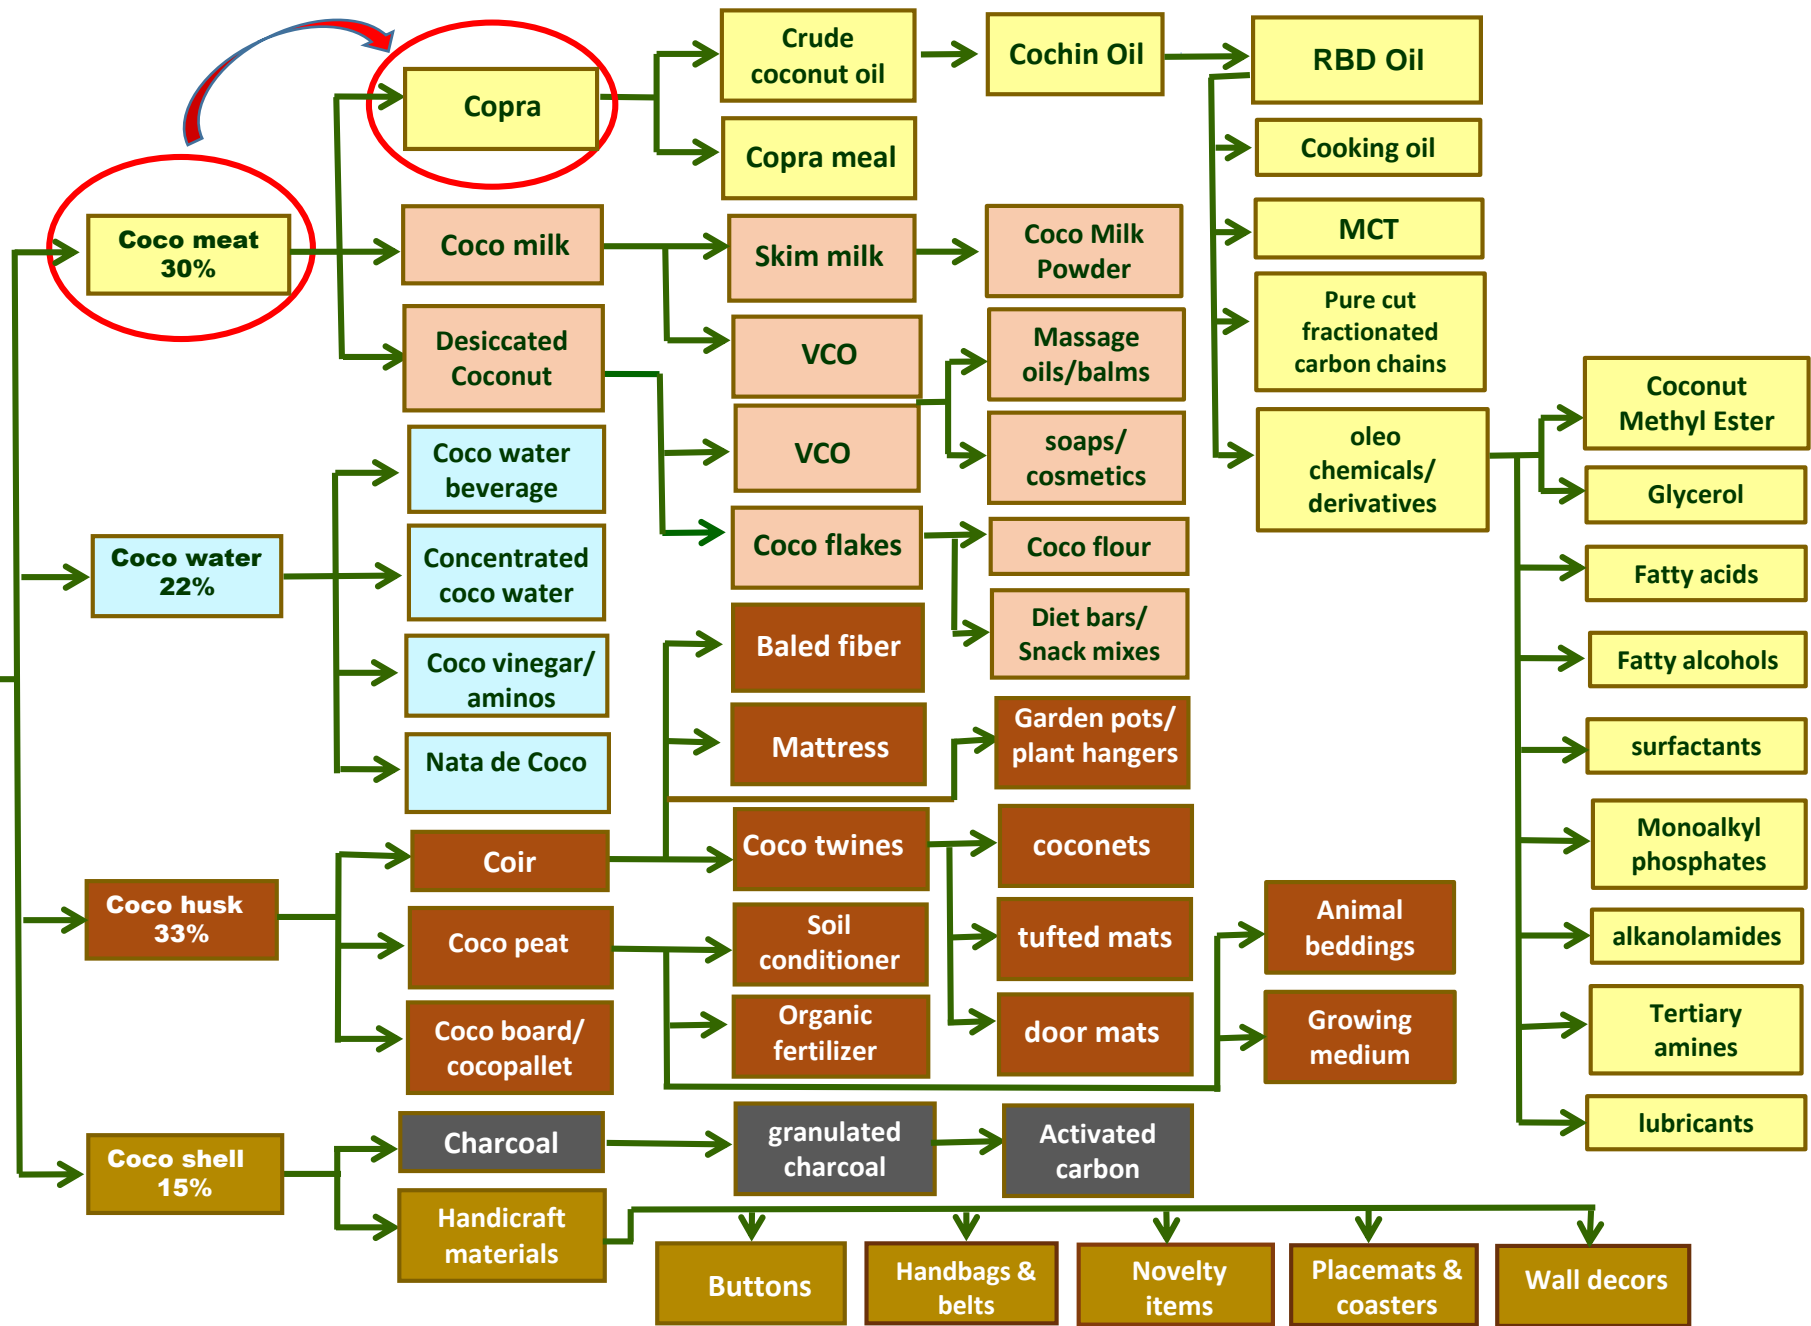 Coco meat
30%
Copra
Crude
coconut oil
Cochin Oil
RBD Oil
Copra meal
Cooking oil
MCT
Pure cut
fractionated
carbon chains
oleo
chemicals/
derivatives
Coconut
Methyl Ester
Glycerol
Fatty acids
Fatty alcohols
surfactants
Monoalkyl
phosphates
alkanolamides
Tertiary
amines
lubricants
Coco milk
Skim milk
Coco Milk
Powder
VCO
Desiccated
Coconut
VCO
Massage
oils/balms
soaps/
cosmetics
Coco flakes
Coco flour
Diet bars/
Snack mixes
Coco water
22%
Coco water
beverage
Concentrated
coco water
Coco vinegar/
aminos
Nata de Coco
Coco husk
33%
Coir
Baled fiber
Mattress
Garden pots/
plant hangers
Coco twines
coconets
tufted mats
door mats
Coco peat
Soil
conditioner
Organic
fertilizer
Animal
beddings
Growing
medium
Coco board/
cocopallet
Coco shell
15%
Charcoal
granulated
charcoal
Activated
carbon
Handicraft
materials
Buttons
Handbags &
belts
Novelty
items
Placemats &
coasters
Wall decors